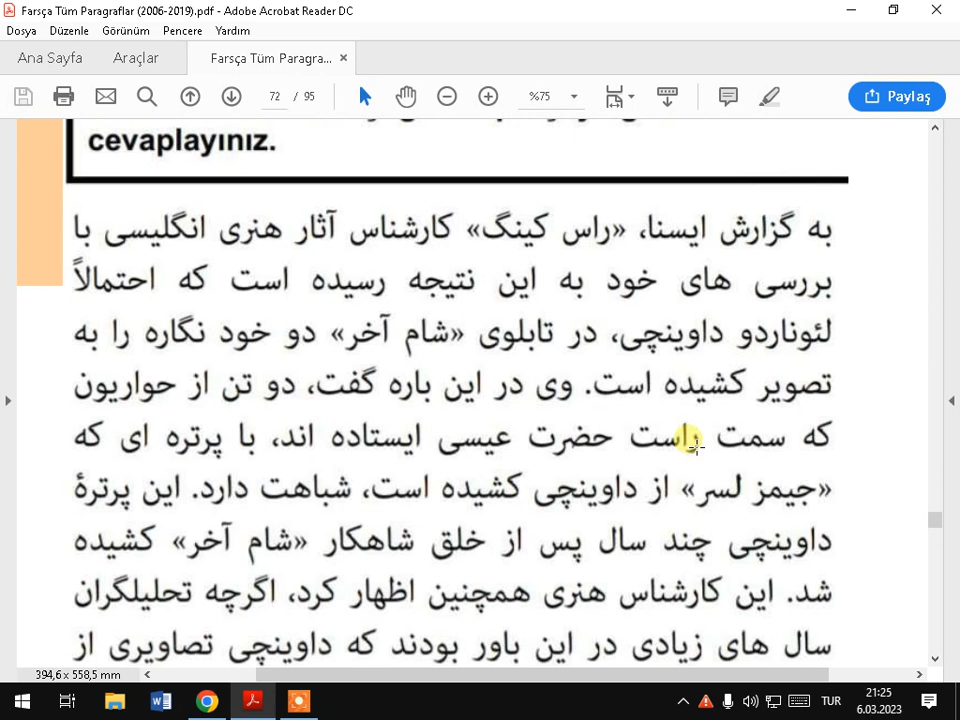 Farsça Tüm Paragraflar (2006-2019).pdf - Adobe Acrobat Reader DC
Dosya Düzenle Görünüm Pencere Yardım
Ana Sayfa Araçlar Farsça Tüm Paragra... ×
72 / 95 %75 Paylaş
cevaplayınız.
به گزارش ایسنا، «راس کینگ» کارشناس آثار هنری انگلیسی با
بررسی های خود به این نتیجه رسیده است که احتمالاً
لئوناردو داوینچی، در تابلوی «شام آخر» دو خود نگاره را به
تصویر کشیده است. وی در این باره گفت، دو تن از حواریون
که سمت راست حضرت عیسی ایستاده اند، با پرتره ای که
«جیمز لسر» از داوینچی کشیده است، شباهت دارد. این پرترهٔ
داوینچی چند سال پس از خلق شاهکار «شام آخر» کشیده
شد. این کارشناس هنری همچنین اظهار کرد، اگرچه تحلیلگران
سال های زیادی در این باور بودند که داوینچی تصاویری از
394,6 x 558,5 mm
TUR
21:25
6.03.2023